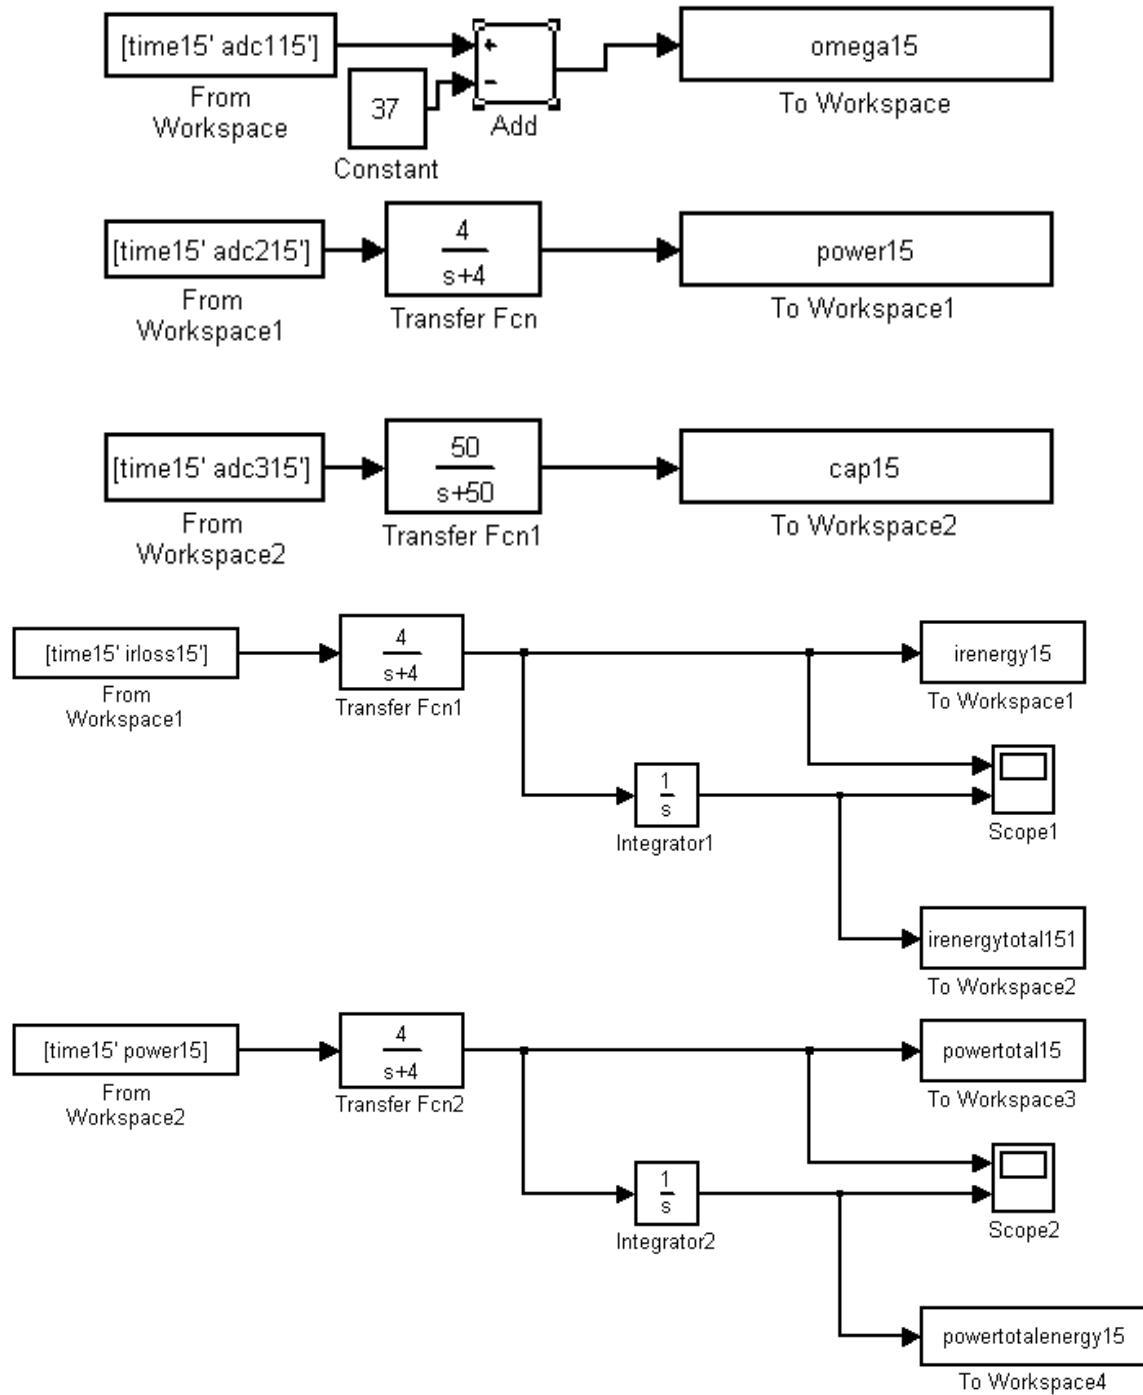 [time15' adc115']
From
Workspace
37
Constant
+
−
Add
omega15
To Workspace
[time15' adc215']
From
Workspace1
4
s+4
Transfer Fcn
power15
To Workspace1
[time15' adc315']
From
Workspace2
50
s+50
Transfer Fcn1
cap15
To Workspace2
[time15' irloss15']
From
Workspace1
4
s+4
Transfer Fcn1
irenergy15
To Workspace1
1
s
Integrator1
Scope1
irenergytotal151
To Workspace2
[time15' power15]
From
Workspace2
4
s+4
Transfer Fcn2
powertotal15
To Workspace3
1
s
Integrator2
Scope2
powertotalenergy15
To Workspace4